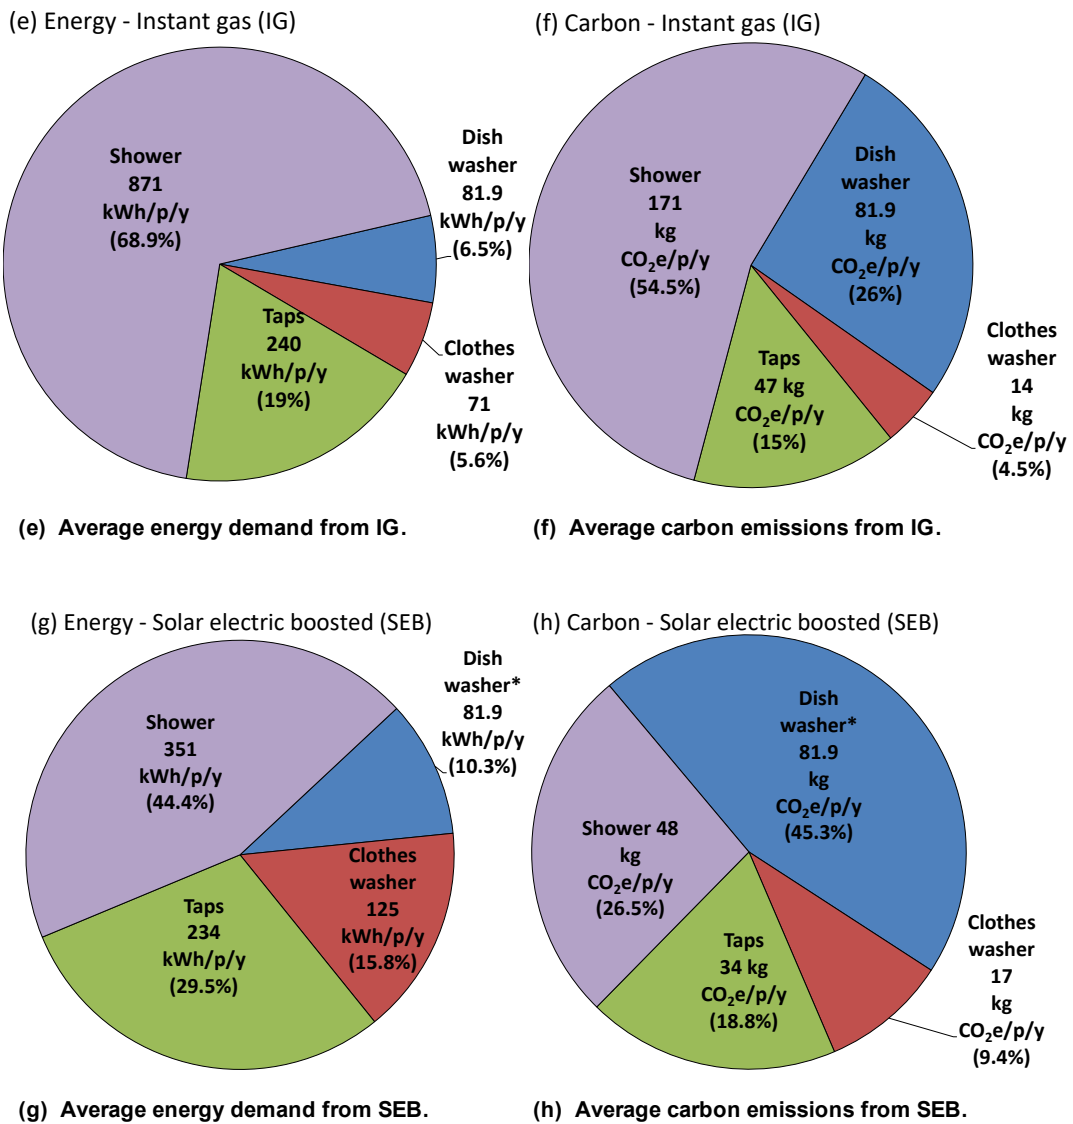 (e) Energy - Instant gas (IG)
Shower
871
kWh/p/y
(68.9%)
Dish
washer
81.9
kWh/p/y
(6.5%)
Taps
240
kWh/p/y
(19%)
Clothes
washer
71
kWh/p/y
(5.6%)
(e) Average energy demand from IG.
(f) Carbon - Instant gas (IG)
Shower
171
kg
CO₂e/p/y
(54.5%)
Dish
washer
81.9
kg
CO₂e/p/y
(26%)
Taps
47 kg
CO₂e/p/y
(15%)
Clothes
washer
14
kg
CO₂e/p/y
(4.5%)
(f) Average carbon emissions from IG.
(g) Energy - Solar electric boosted (SEB)
Dish
washer*
81.9
kWh/p/y
(10.3%)
Shower
351
kWh/p/y
(44.4%)
Clothes
washer
125
kWh/p/y
(15.8%)
Taps
234
kWh/p/y
(29.5%)
(g) Average energy demand from SEB.
(h) Carbon - Solar electric boosted (SEB)
Dish
washer*
81.9
kg
CO₂e/p/y
(45.3%)
Shower 48
kg
CO₂e/p/y
(26.5%)
Taps
34 kg
CO₂e/p/y
(18.8%)
Clothes
washer
17
kg
CO₂e/p/y
(9.4%)
(h) Average carbon emissions from SEB.